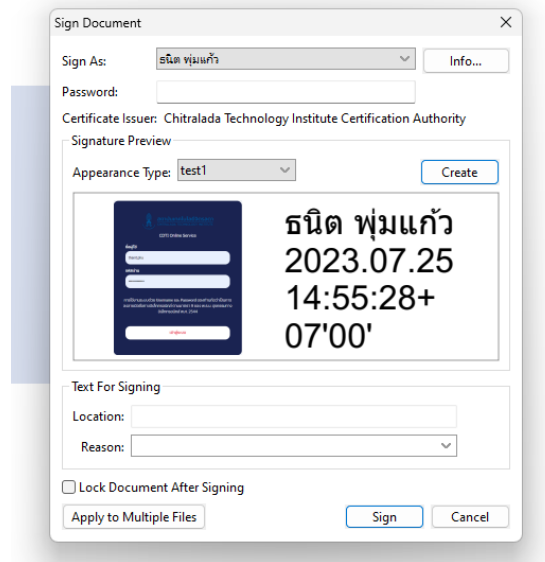 Sign Document
Sign As: ธนิต พุ่มแก้ว Info...
Password:
Certificate Issuer: Chitralada Technology Institute Certification Authority
Signature Preview
Appearance Type: test1 Create
CDTI Online Service
ธนิต พุ่มแก้ว
2023.07.25
14:55:28+
07'00'
Text For Signing
Location:
Reason:
Lock Document After Signing
Apply to Multiple Files Sign Cancel